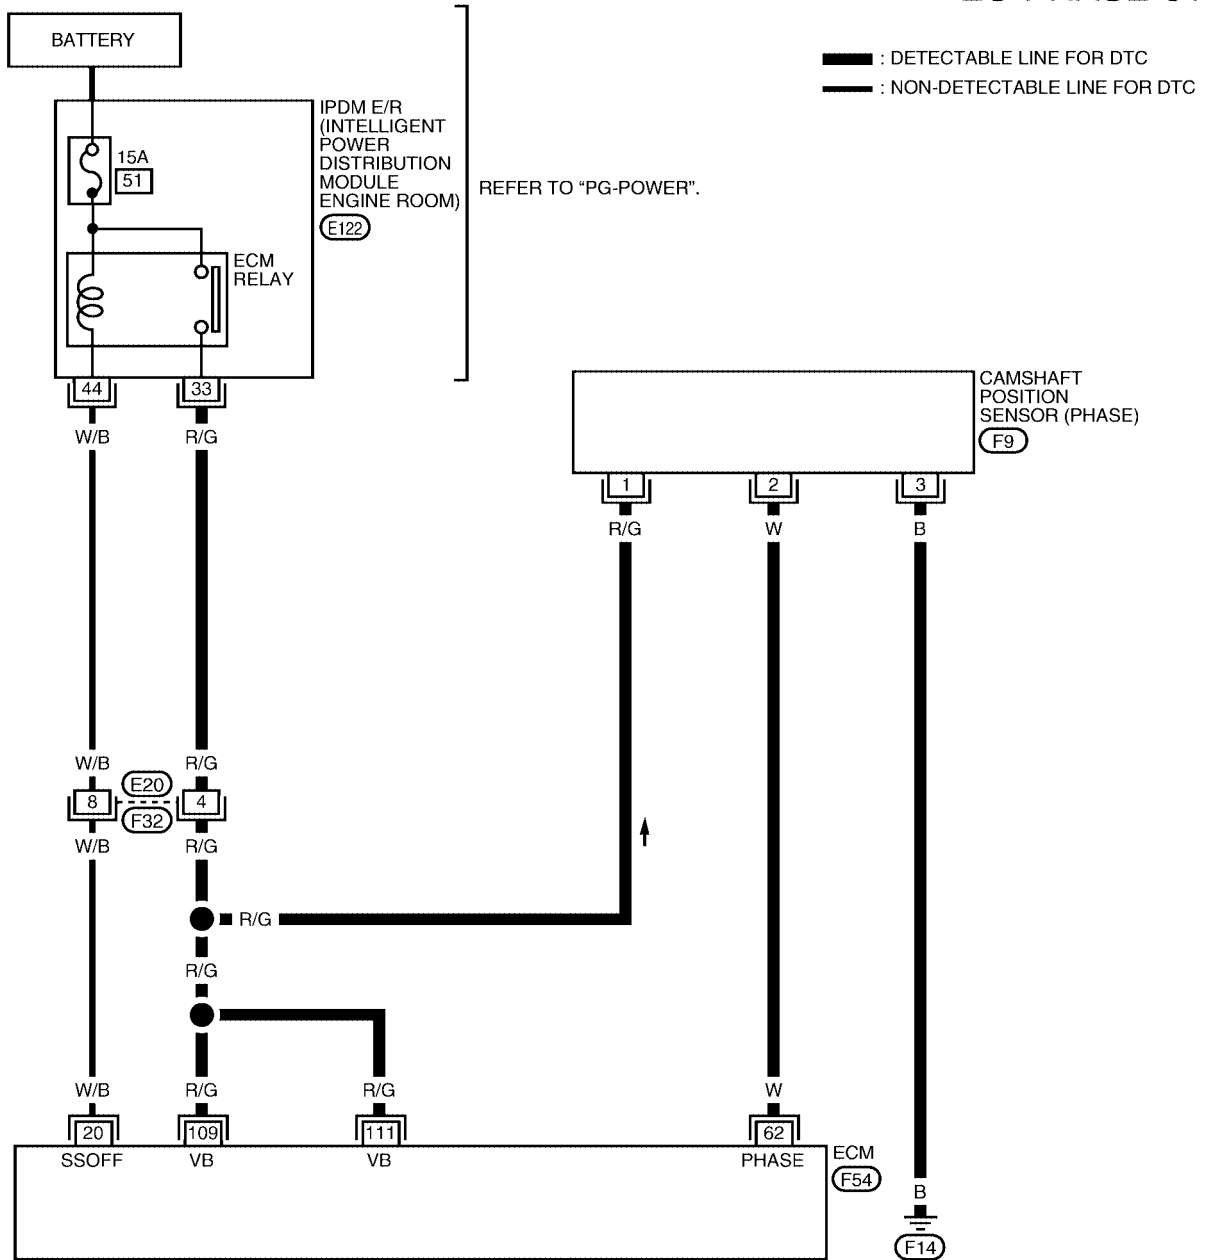 BATTERY
: DETECTABLE LINE FOR DTC
: NON-DETECTABLE LINE FOR DTC
IPDM E/R
(INTELLIGENT
POWER
DISTRIBUTION
MODULE
ENGINE ROOM)
E122
15A
51
REFER TO “PG-POWER”.
ECM
RELAY
44
33
W/B
R/G
CAMSHAFT
POSITION
SENSOR (PHASE)
F9
1
2
3
R/G
W
B
W/B
R/G
E20
8
4
F32
W/B
R/G
R/G
R/G
W/B
R/G
R/G
W
20
109
111
62
SSOFF
VB
VB
PHASE
ECM
F54
B
F14